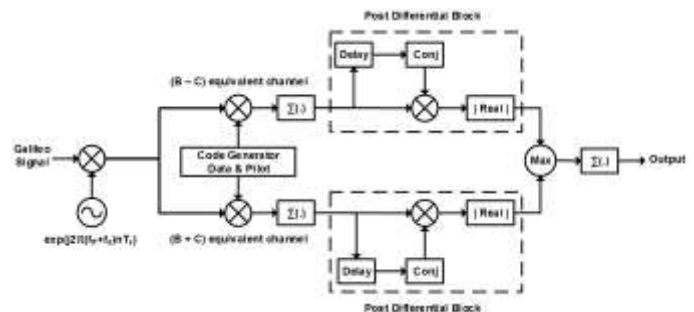 Post Differential Block
Delay
Conj
(B – C) equivalent channel
∑(.)
| Real |
Galileo
Signal
Code Generator
Data & Pilot
Max
∑(.)
Output
∑(.)
| Real |
(B + C) equivalent channel
Delay
Conj
Post Differential Block